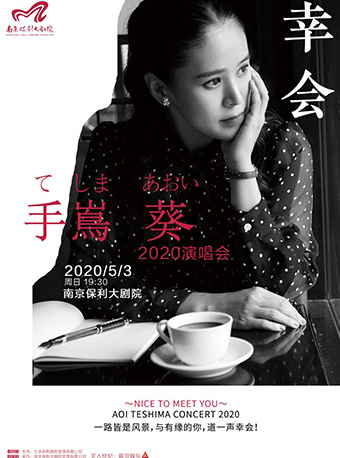 南京保利大剧院
幸会
てしま あおい
手嶌 葵
2020演唱会
2020/5/3
周日 19:30
南京保利大剧院
～NICE TO MEET YOU～
AOI TESHIMA CONCERT 2020
一路皆是风景，与有缘的你，道一声幸会！